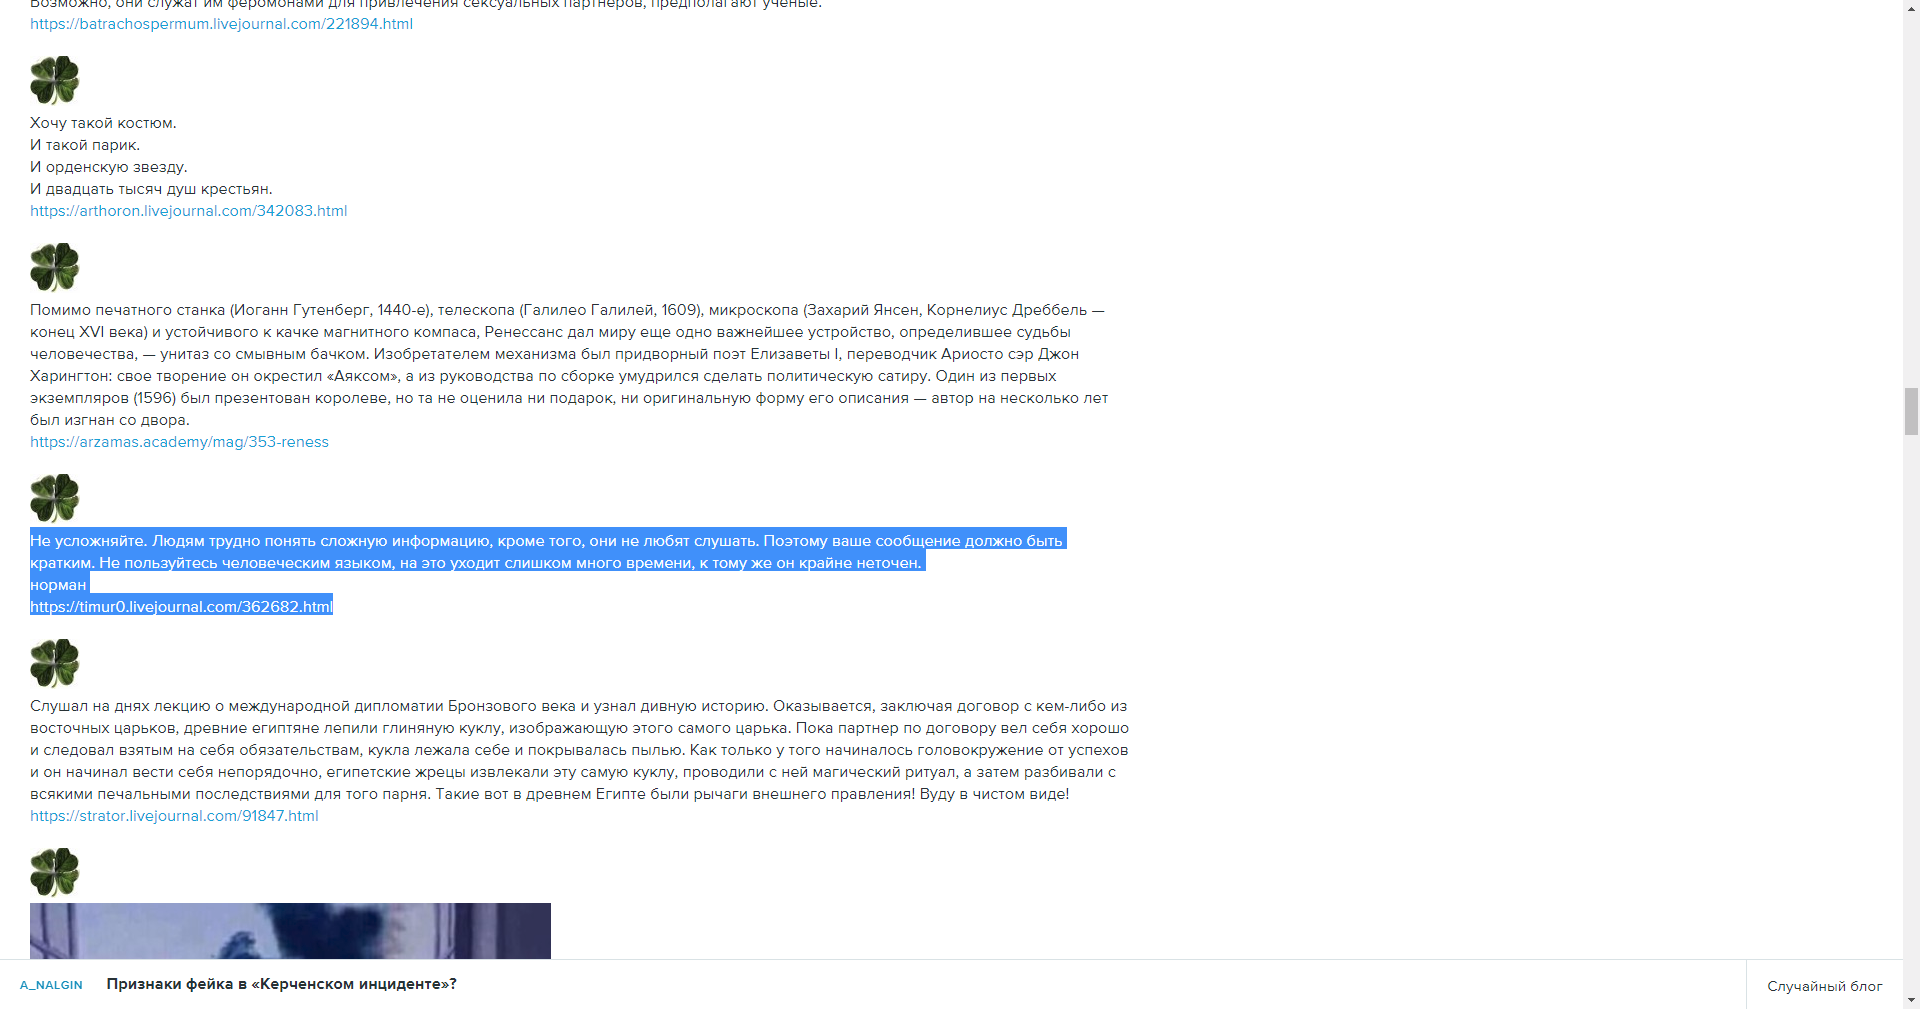 Возможно, они служат им феромонами для привлечения сексуальных партнеров, предполагают ученые.
https://batrachospermum.livejournal.com/221894.html
Хочу такой костюм.
И такой парик.
И орденскую звезду.
И двадцать тысяч душ крестьян.
https://arthoron.livejournal.com/342083.html
Помимо печатного станка (Иоганн Гутенберг, 1440-е), телескопа (Галилео Галилей, 1609), микроскопа (Захарий Янсен, Корнелиус Дреббель —
конец XVI века) и устойчивого к качке магнитного компаса, Ренессанс дал миру еще одно важнейшее устройство, определившее судьбы
человечества, — унитаз со смывным бачком. Изобретателем механизма был придворный поэт Елизаветы I, переводчик Ариосто сэр Джон
Харингтон: свое творение он окрестил «Аяксом», а из руководства по сборке умудрился сделать политическую сатиру. Один из первых
экземпляров (1596) был презентован королеве, но та не оценила ни подарок, ни оригинальную форму его описания — автор на несколько лет
был изгнан со двора.
https://arzamas.academy/mag/353-reness
Не усложняйте. Людям трудно понять сложную информацию, кроме того, они не любят слушать. Поэтому ваше сообщение должно быть
кратким. Не пользуйтесь человеческим языком, на это уходит слишком много времени, к тому же он крайне неточен.
норман
https://timur0.livejournal.com/362682.html
Слушал на днях лекцию о международной дипломатии Бронзового века и узнал дивную историю. Оказывается, заключая договор с кем-либо из
восточных царьков, древние египтяне лепили глиняную куклу, изображающую этого самого царька. Пока партнер по договору вел себя хорошо
и следовал взятым на себя обязательствам, кукла лежала себе и покрывалась пылью. Как только у того начиналось головокружение от успехов
и он начинал вести себя непорядочно, египетские жрецы извлекали эту самую куклу, проводили с ней магический ритуал, а затем разбивали с
всякими печальными последствиями для того парня. Такие вот в древнем Египте были рычаги внешнего правления! Вуду в чистом виде!
https://strator.livejournal.com/91847.html
A_NALGIN Признаки фейка в «Керченском инциденте»? Случайный блог